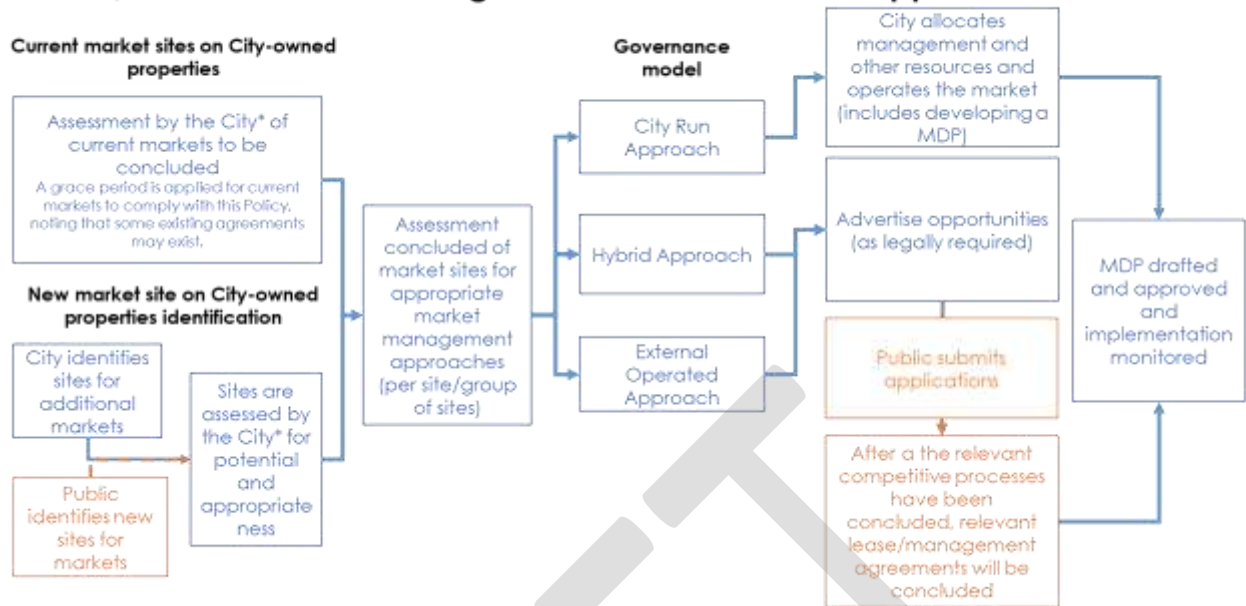 Current market sites on City-owned
properties
Assessment by the City* of
current markets to be
concluded
A grace period is applied for current
markets to comply with this Policy,
noting that some existing agreements
may exist.
New market site on City-owned
properties identification
City identifies
sites for
additional
markets
Public
identifies new
sites for
markets
Sites are
assessed by
the City* for
potential
and
appropriate
ness
Assessment
concluded of
market sites for
appropriate
market
management
approaches
(per site/group
of sites)
Governance
model
City Run
Approach
Hybrid Approach
External
Operated
Approach
City allocates
management and
other resources and
operates the market
(includes developing a
MDP)
Advertise opportunities
(as legally required)
Public submits
applications
After a the relevant
competitive processes
have been
concluded, relevant
lease/management
agreements will be
concluded
MDP drafted
and approved
and
implementation
monitored